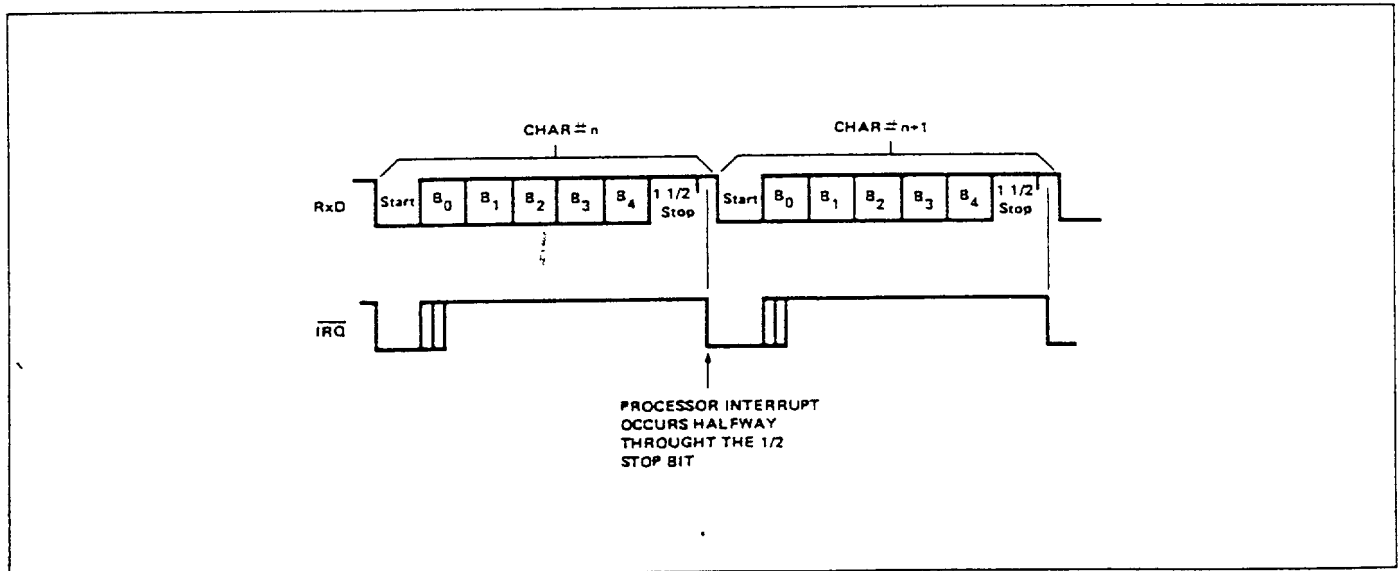 CHAR#n
CHAR#n+1
RxD
Start B0 B1 B2 B3 B4 1 1/2 Stop Start B0 B1 B2 B3 B4 1 1/2 Stop
IRQ
PROCESSOR INTERRUPT
OCCURS HALFWAY
THROUGHT THE 1/2
STOP BIT